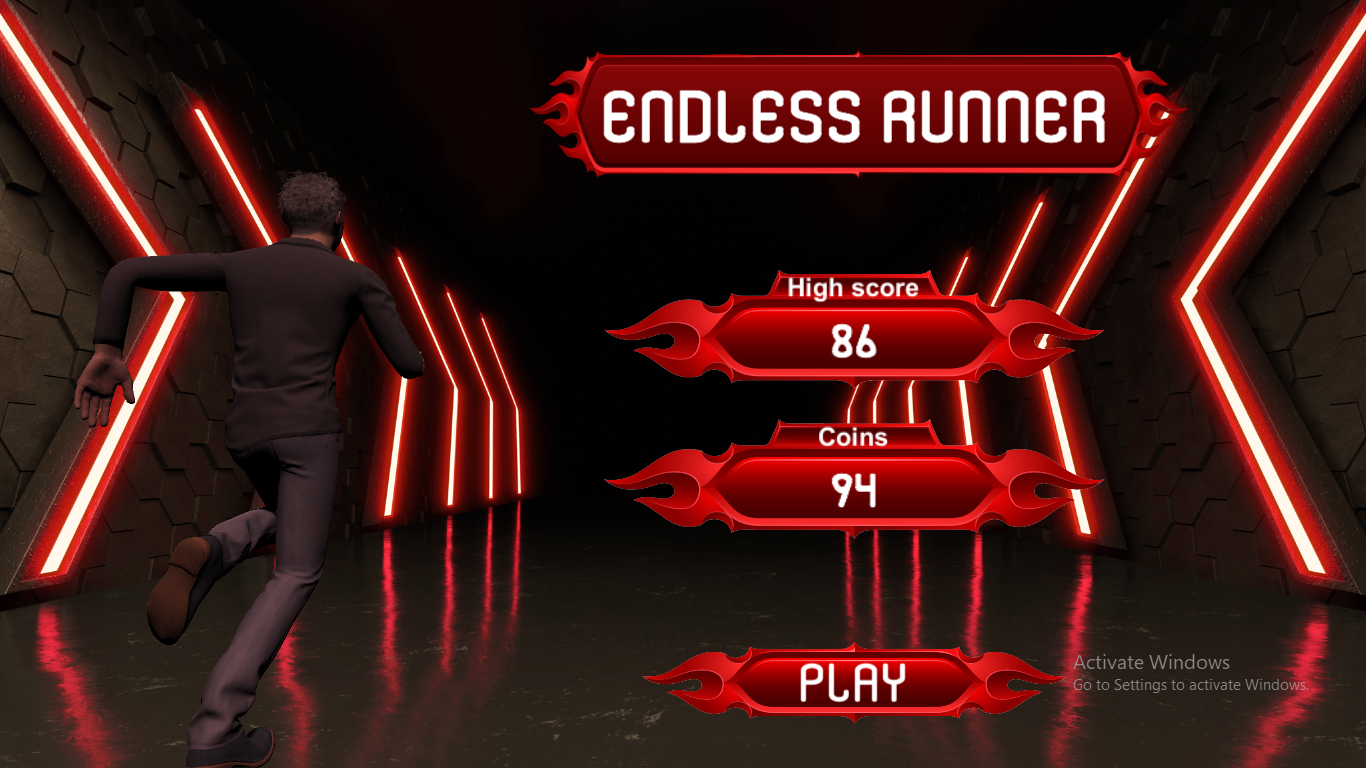 ENDLESS RUNNER
High score
86
Coins
94
PLAY
Activate Windows
Go to Settings to activate Windows.